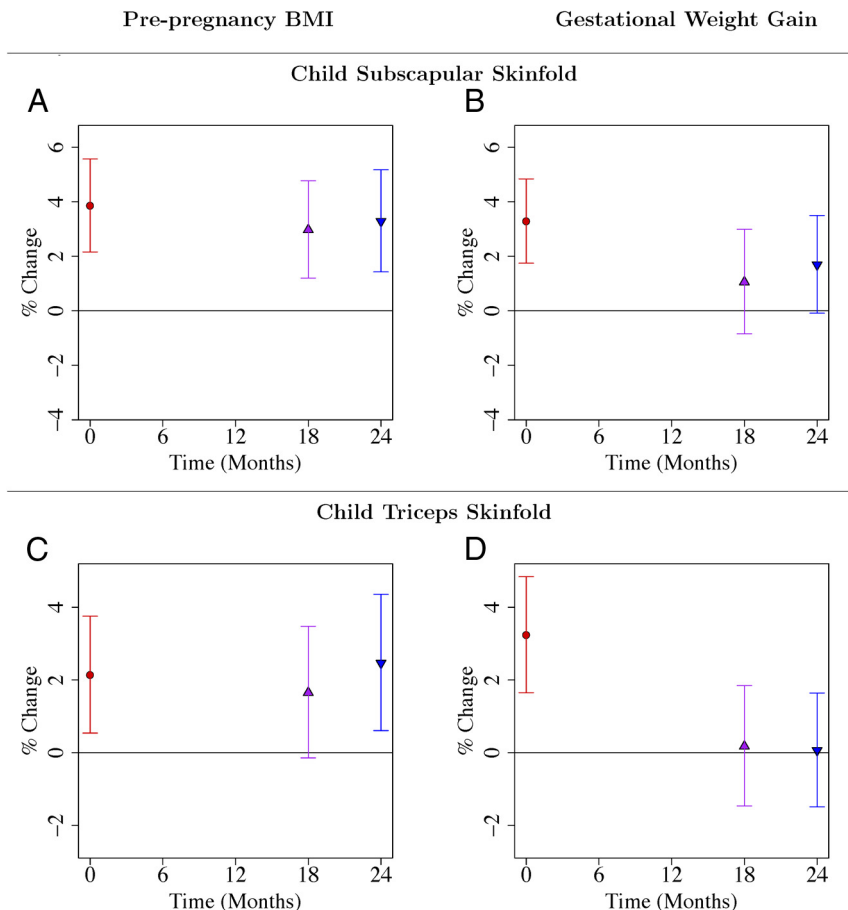 Pre-pregnancy BMI Gestational Weight Gain
Child Subscapular Skinfold
A B
6 6
4 4
2 2
0 0
−2 −2
−4 −4
% Change % Change
0 6 12 18 24 0 6 12 18 24
Time (Months) Time (Months)
Child Triceps Skinfold
C D
4 4
2 2
0 0
−2 −2
% Change % Change
0 6 12 18 24 0 6 12 18 24
Time (Months) Time (Months)